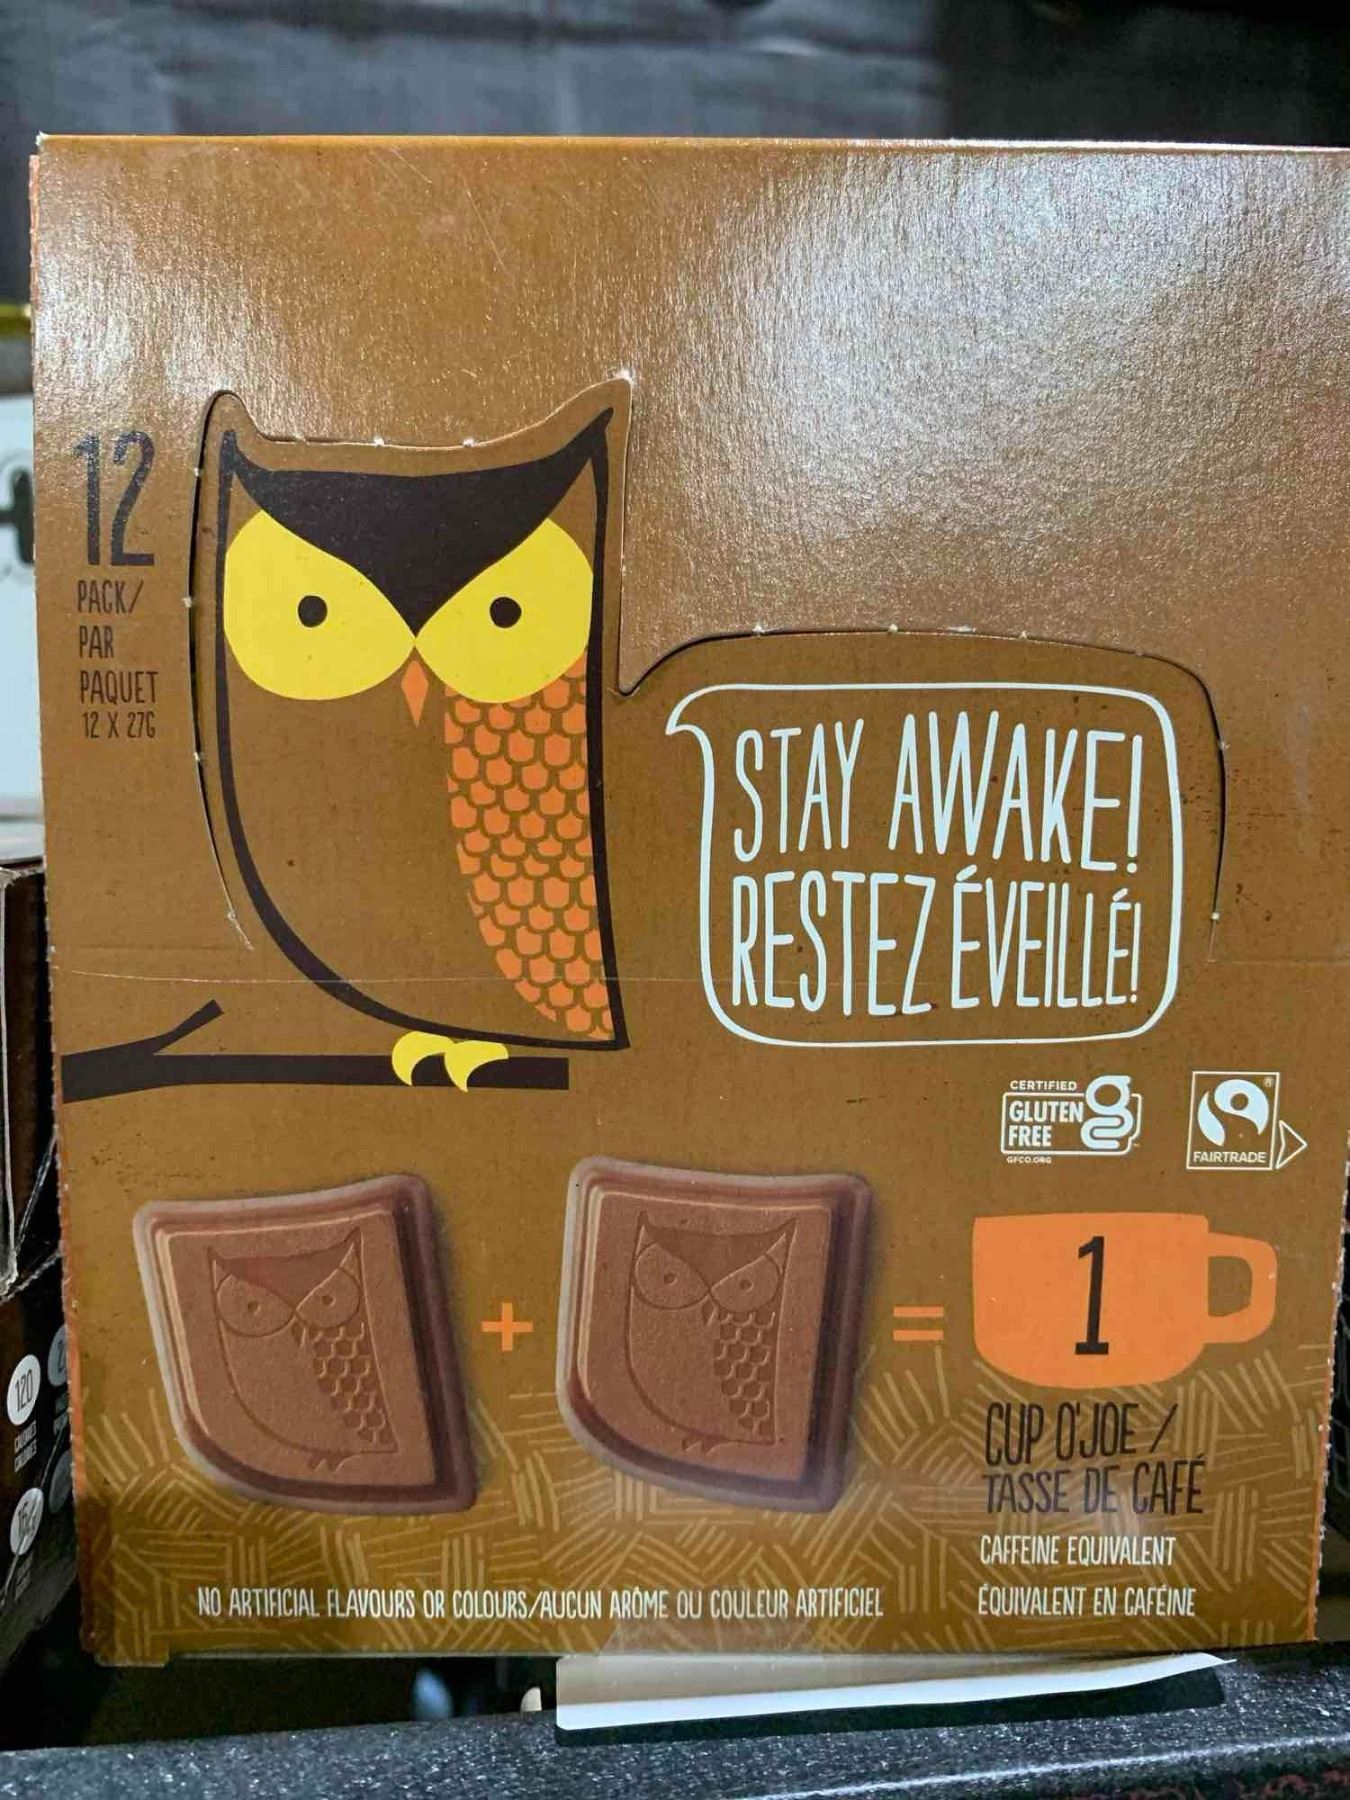 12
PACK/
PAR
PAQUET
12 X 27G
STAY AWAKE!
RESTEZ ÉVEILLÉ!
CERTIFIED
GLUTEN
FREE
GFCO.ORG
FAIRTRADE
1
CUP O'JOE /
TASSE DE CAFÉ
CAFFEINE EQUIVALENT
ÉQUIVALENT EN CAFÉINE
NO ARTIFICIAL FLAVOURS OR COLOURS/AUCUN ARÔME OU COULEUR ARTIFICIEL
120